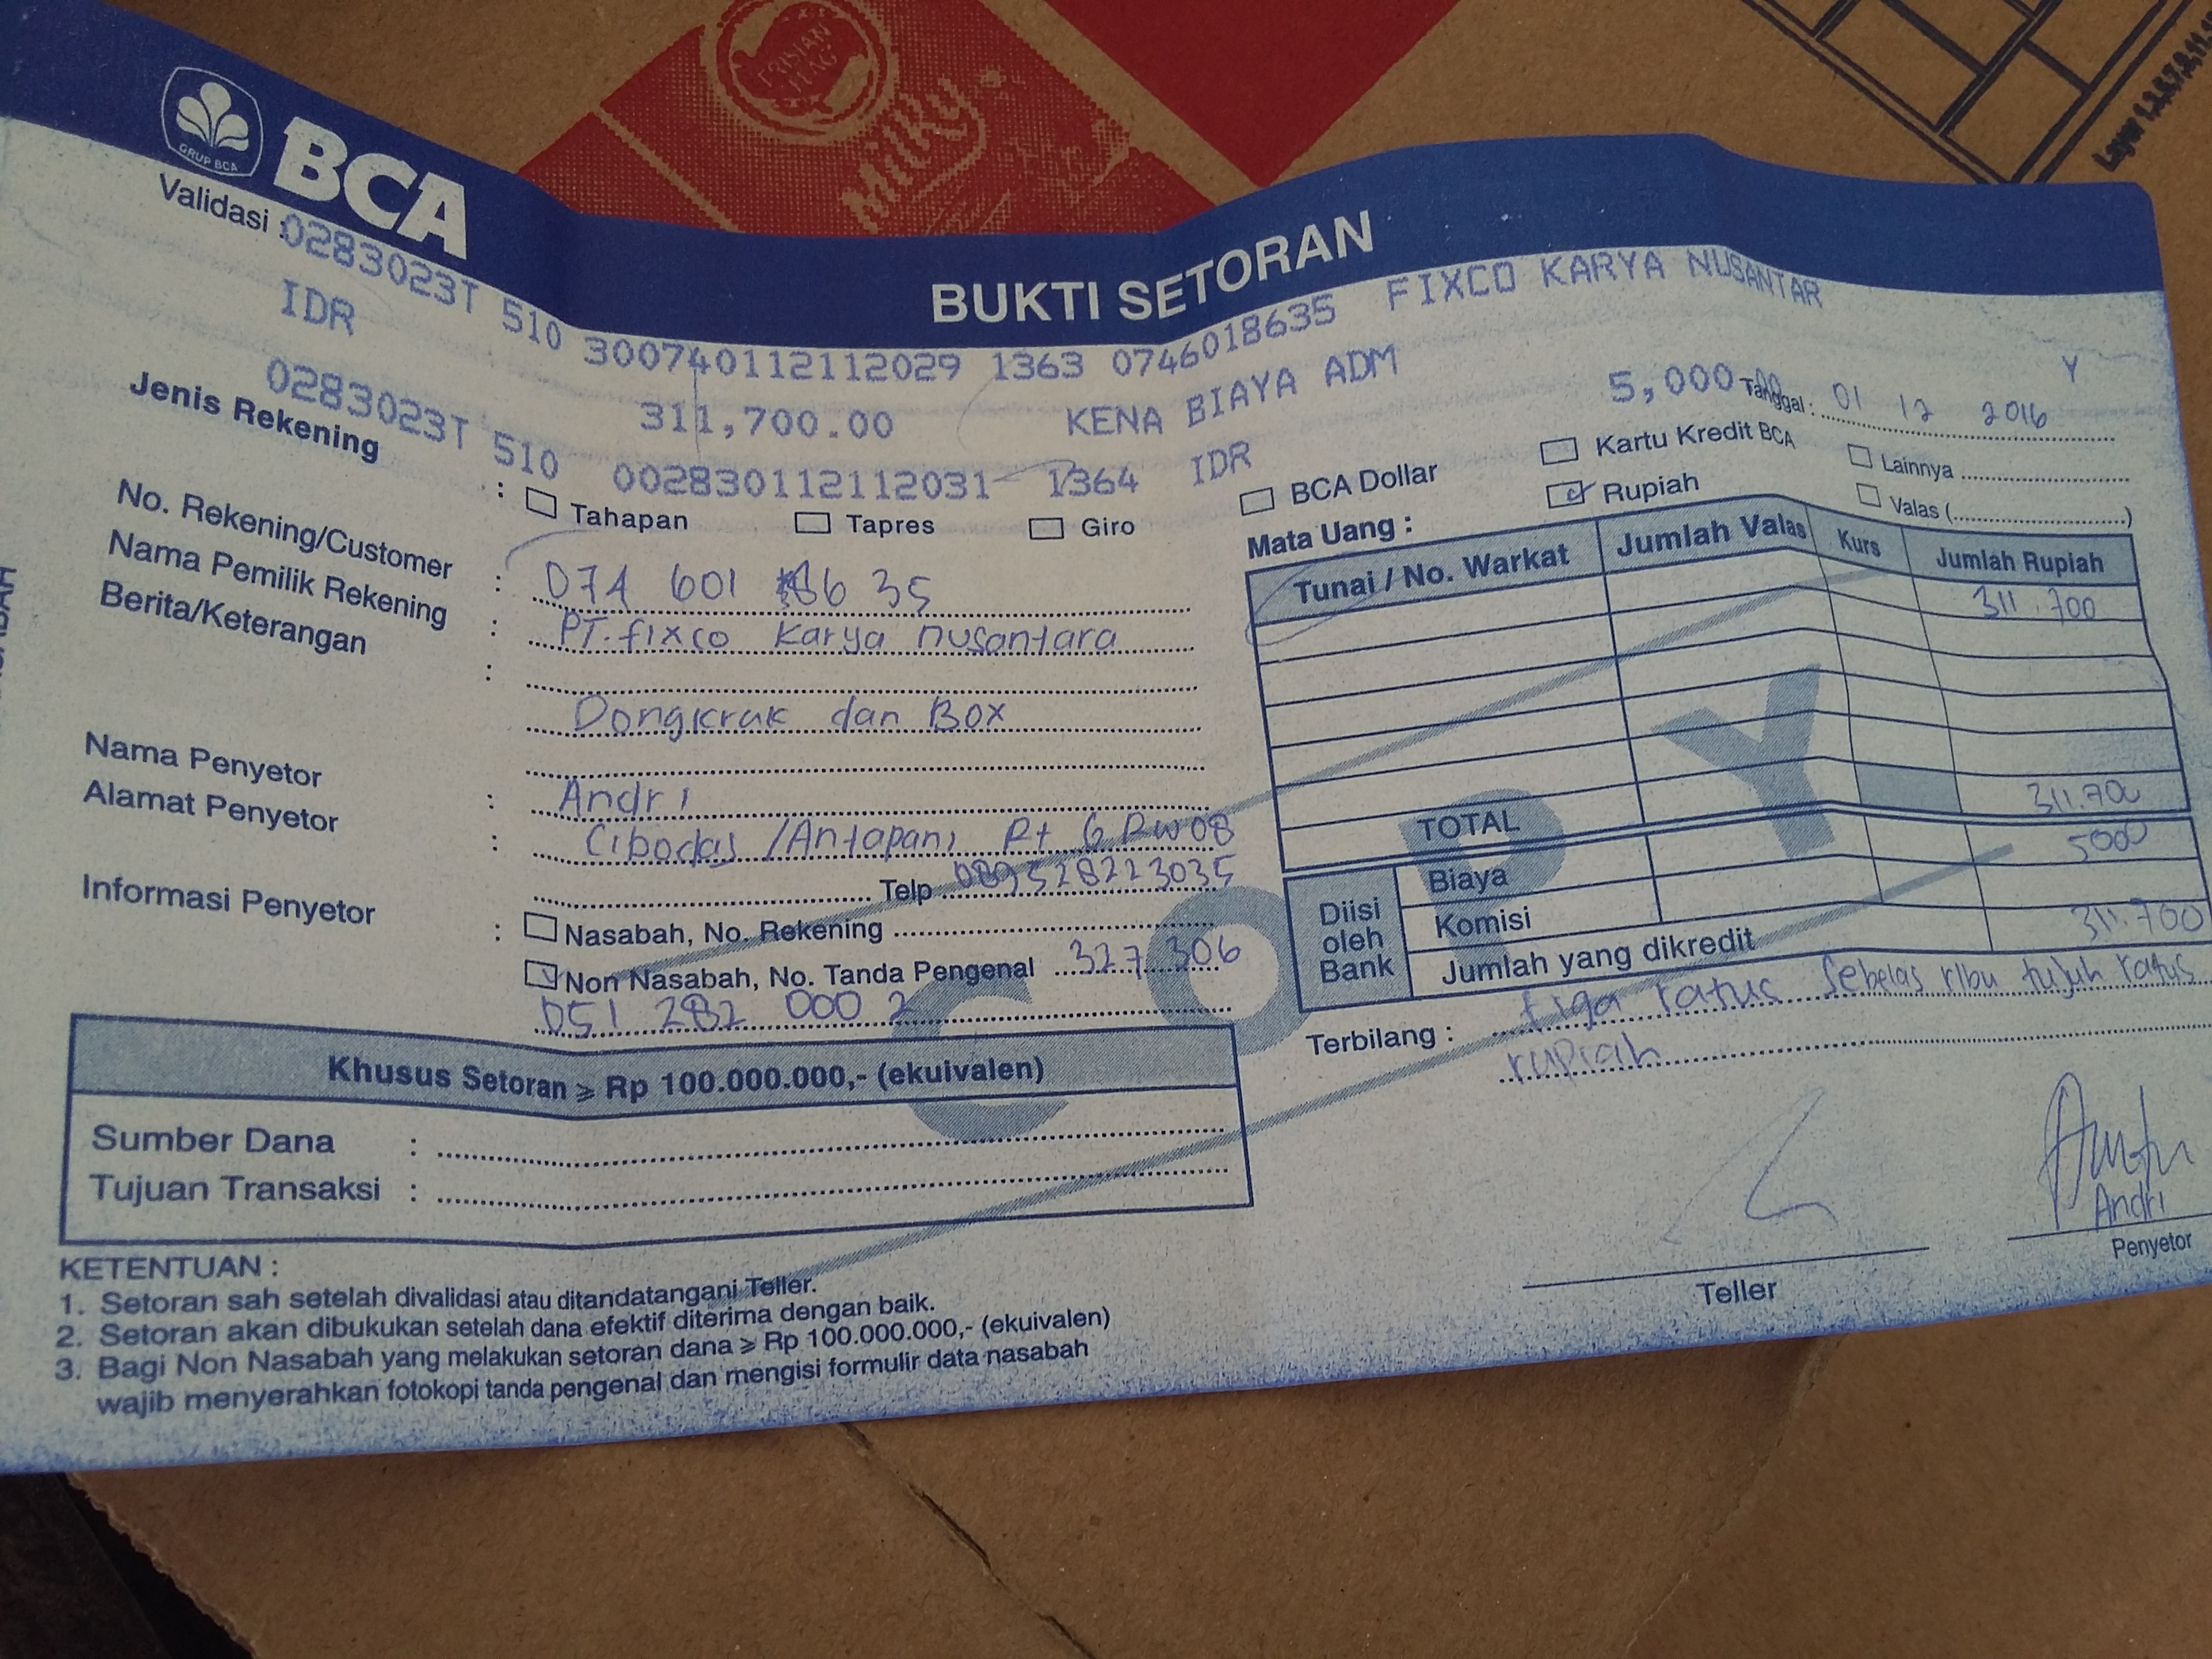 BCA
GRUP BCA
BUKTI SETORAN
Validasi 02830231 510 3007401121112029 1363 0746018635 FIXCO KARYA NUSANTAR
IDR 311,700.00 KENA BIAYA ADM Y
02830231 510 0028301121112031 1364 IDR 5,000.00
Tanggal : 01 12 2016
Jenis Rekening : Tahapan Tapres Giro BCA Dollar Kartu Kredit BCA Lainnya
Mata Uang : Rupiah Valas (
No. Rekening/Customer : 074 601 8635
Nama Pemilik Rekening : PT. fixco karya nusantara
Berita/Keterangan :
Dongkrak dan Box
Nama Penyetor : Andri
Alamat Penyetor : Cibodas /Antapani Rt 6 Rw 08
Telp 089528223035
Informasi Penyetor : Nasabah, No. Rekening
Non Nasabah, No. Tanda Pengenal 327 306
051 282 000 2
Tunai / No. Warkat Jumlah Valas Kurs Jumlah Rupiah
311.700
TOTAL 311.700
Diisi oleh Bank
Biaya 5000
Komisi
Jumlah yang dikredit 311.700
Terbilang : tiga ratus sebelas ribu tujuh ratus
rupiah
COPY
Khusus Setoran ≥ Rp 100.000.000,- (ekuivalen)
Sumber Dana :
Tujuan Transaksi :
Teller
Andri
Penyetor
KETENTUAN :
1. Setoran sah setelah divalidasi atau ditandatangani Teller.
2. Setoran akan dibukukan setelah dana efektif diterima dengan baik.
3. Bagi Non Nasabah yang melakukan setoran dana ≥ Rp 100.000.000,- (ekuivalen)
wajib menyerahkan fotokopi tanda pengenal dan mengisi formulir data nasabah
FRISIAN FLAG
Milky